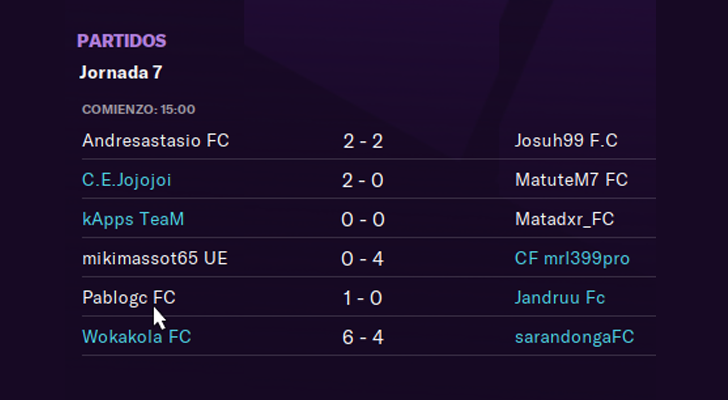 PARTIDOS
Jornada 7
COMIENZO: 15:00
Andresastasio FC 2 - 2 Josuh99 F.C
C.E.Jojojoi 2 - 0 MatuteM7 FC
kApps TeaM 0 - 0 Matadxr_FC
mikimassot65 UE 0 - 4 CF mrl399pro
Pablogc FC 1 - 0 Jandruu Fc
Wokakola FC 6 - 4 sarandongaFC